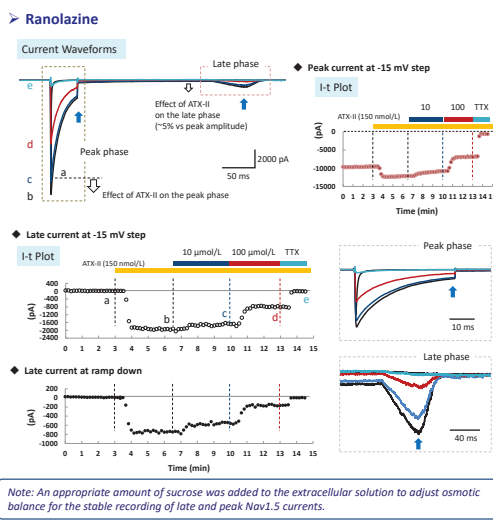 ➢ Ranolazine
Current Waveforms
Late phase
e
Effect of ATX-II
on the late phase
(~5% vs peak amplitude)
d
Peak phase
2000 pA
50 ms
a
c
b
Effect of ATX-II on the peak phase
◆ Peak current at -15 mV step
I-t Plot
ATX-II (150 nmol/L)
10 100 TTX
(pA)
0
-5000
-10000
-15000
0 1 2 3 4 5 6 7 8 9 10 11 12 13 14 15
Time (min)
◆ Late current at -15 mV step
I-t Plot
ATX-II (150 nmol/L)
10 µmol/L 100 µmol/L TTX
(pA)
400
0
-400
-800
-1200
-1600
-2000
-2400
a b c d e
0 1 2 3 4 5 6 7 8 9 10 11 12 13 14 15
Peak phase
10 ms
◆ Late current at ramp down
(pA)
200
0
-200
-400
-600
-800
-1000
0 1 2 3 4 5 6 7 8 9 10 11 12 13 14 15
Time (min)
Late phase
40 ms
Note: An appropriate amount of sucrose was added to the extracellular solution to adjust osmotic
balance for the stable recording of late and peak Nav1.5 currents.